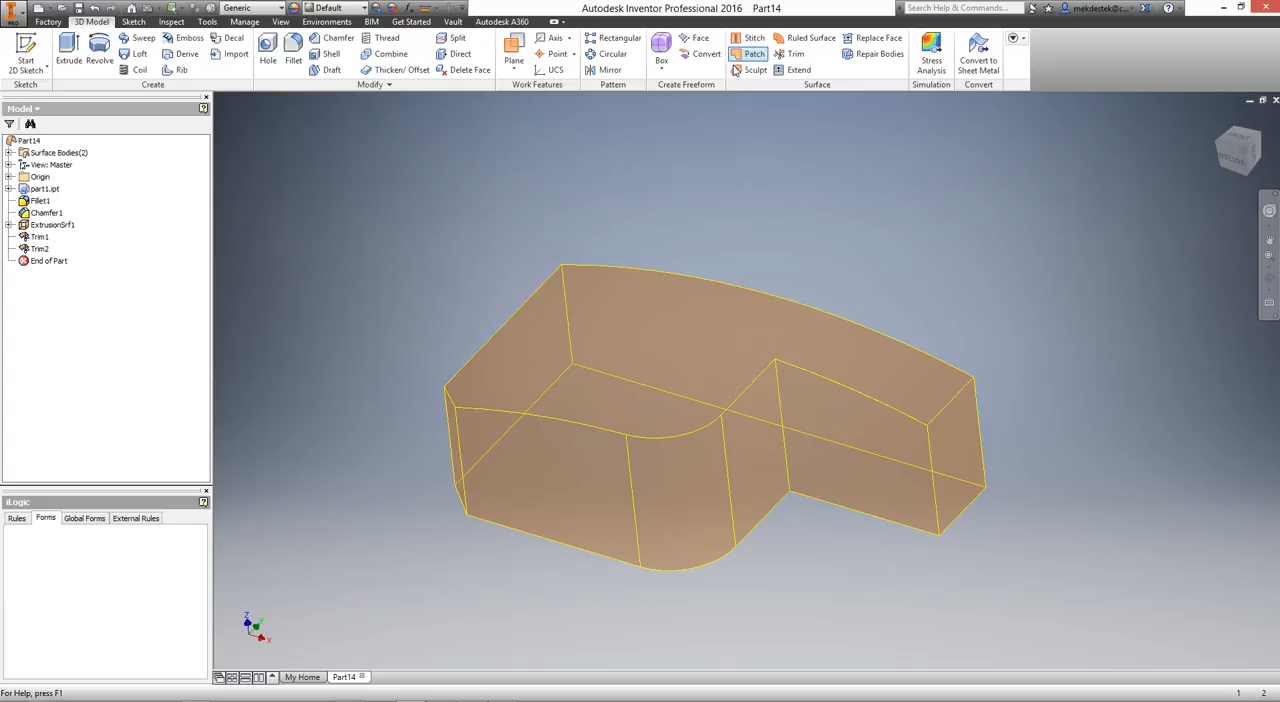 Generic
Default
Autodesk Inventor Professional 2016 Part14
Search Help & Commands...
mekdestek@c...
PRO
Factory 3D Model Sketch Inspect Tools Manage View Environments BIM Get Started Vault Autodesk A360
Start
2D Sketch
Extrude Revolve
Sweep Emboss Decal
Loft Derive Import
Coil Rib
Hole Fillet
Chamfer Thread Split
Shell Combine Direct
Draft Thicken/ Offset Delete Face
Plane
Axis
Point
UCS
Rectangular
Circular
Mirror
Box
Face
Convert
Stitch Ruled Surface Replace Face
Patch Trim Repair Bodies
Sculpt Extend
Stress
Analysis
Convert to
Sheet Metal
Sketch Create Modify Work Features Pattern Create Freeform Surface Simulation Convert
Model
Part14
Surface Bodies(2)
View: Master
Origin
part1.ipt
Fillet1
Chamfer1
ExtrusionSrf1
Trim1
Trim2
End of Part
FRONT
BOTTOM
iLogic
Rules Forms Global Forms External Rules
Z
Y
X
My Home Part14
For Help, press F1
1 2